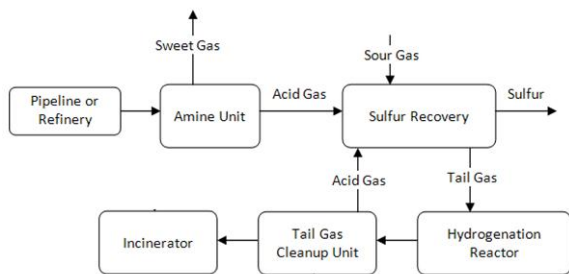 Sweet Gas
Sour Gas
Pipeline or
Refinery
Amine Unit
Acid Gas
Sulfur Recovery
Sulfur
Acid Gas
Tail Gas
Incinerator
Tail Gas
Cleanup Unit
Hydrogenation
Reactor